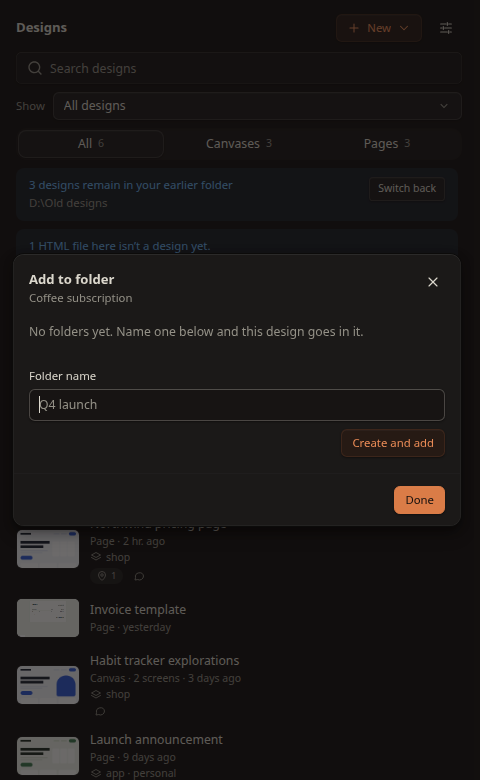 Designs
New
Search designs
Show
All designs
All 6
Canvases 3
Pages 3
3 designs remain in your earlier folder
D:\Old designs
Switch back
1 HTML file here isn't a design yet.
Add to folder
Coffee subscription
No folders yet. Name one below and this design goes in it.
Folder name
Q4 launch
Create and add
Done
Page · 2 hr. ago
shop
1
Invoice template
Page · yesterday
Habit tracker explorations
Canvas · 2 screens · 3 days ago
shop
Launch announcement
Page · 9 days ago
app · personal